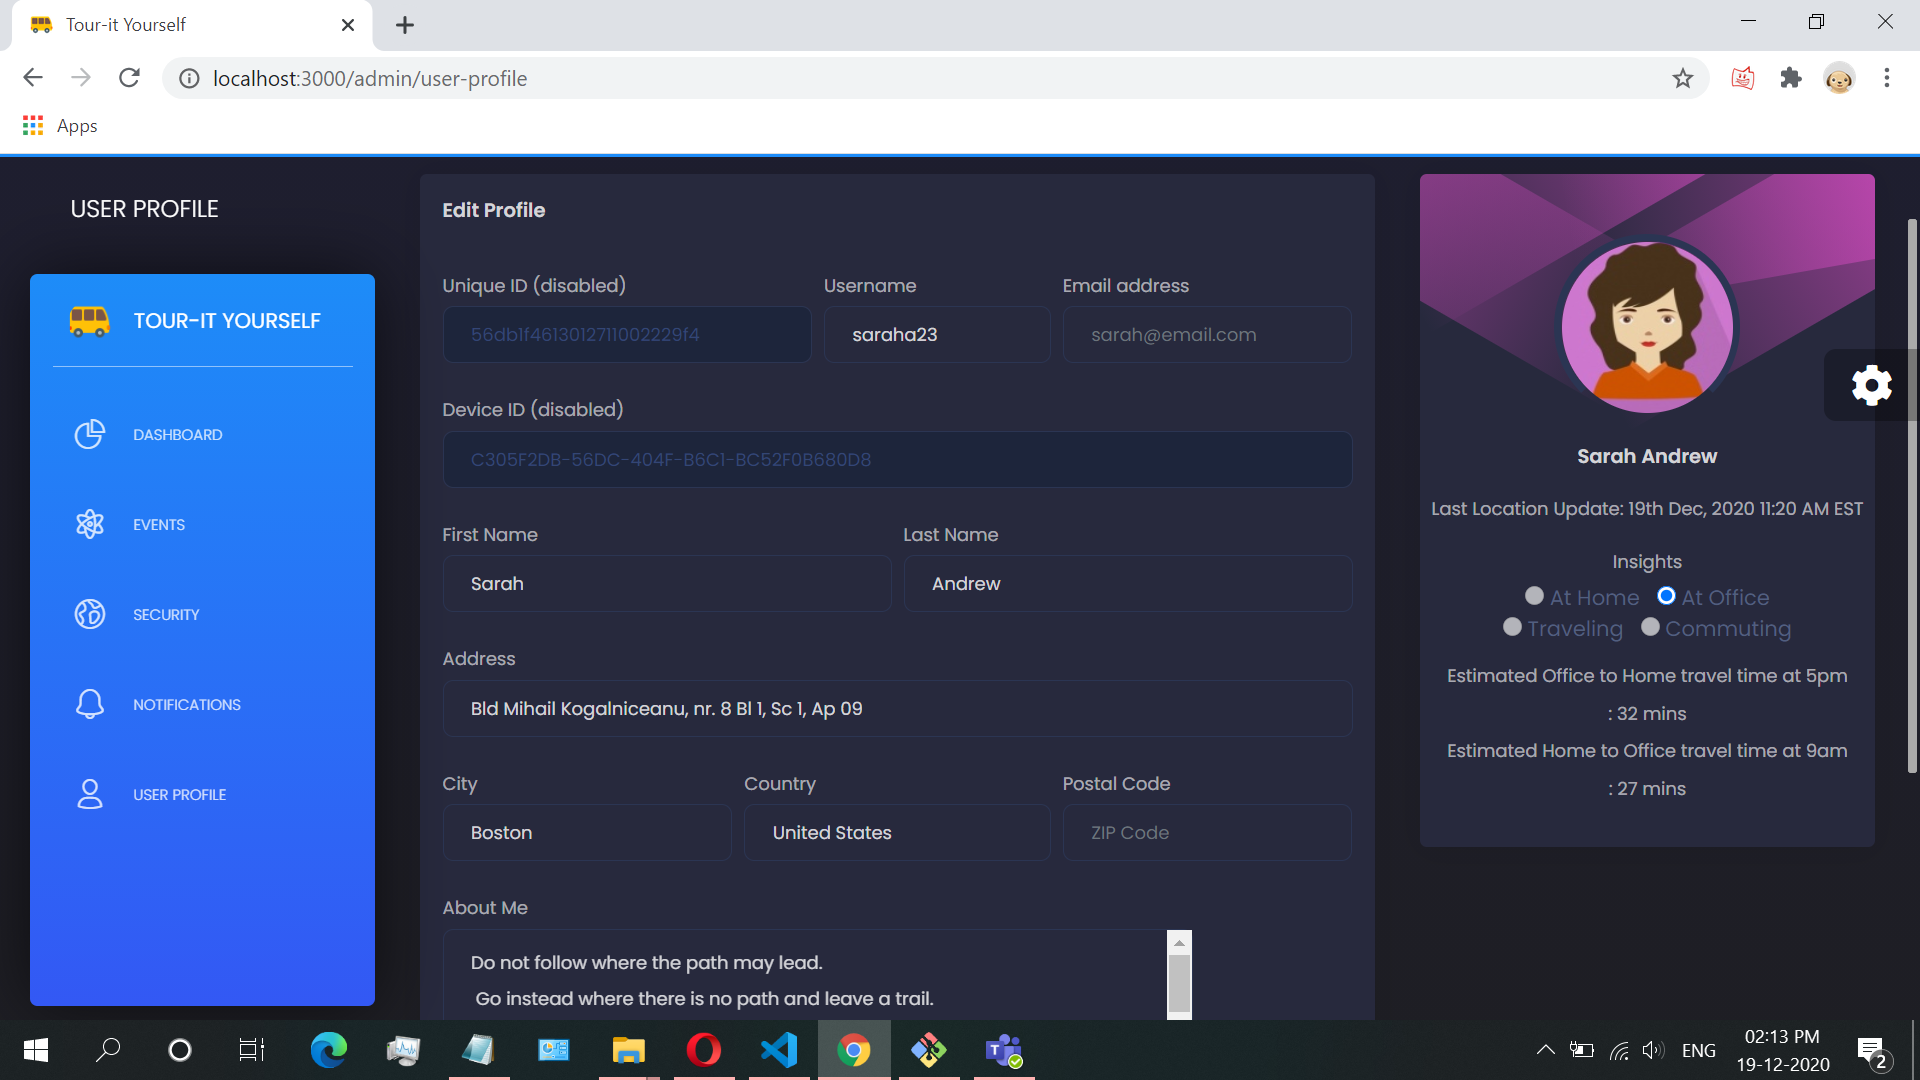 Tour-it Yourself
localhost:3000/admin/user-profile
Apps
USER PROFILE
TOUR-IT YOURSELF
DASHBOARD
EVENTS
SECURITY
NOTIFICATIONS
USER PROFILE
Edit Profile
Unique ID (disabled) Username Email address
56db1f4613012711002229f4 saraha23 sarah@email.com
Device ID (disabled)
C305F2DB-56DC-404F-B6C1-BC52F0B680D8
First Name Last Name
Sarah Andrew
Address
Bld Mihail Kogalniceanu, nr. 8 Bl 1, Sc 1, Ap 09
City Country Postal Code
Boston United States ZIP Code
About Me
Do not follow where the path may lead.
Go instead where there is no path and leave a trail.
Sarah Andrew
Last Location Update: 19th Dec, 2020 11:20 AM EST
Insights
At Home At Office
Traveling Commuting
Estimated Office to Home travel time at 5pm
: 32 mins
Estimated Home to Office travel time at 9am
: 27 mins
T
ENG
02:13 PM
19-12-2020
2